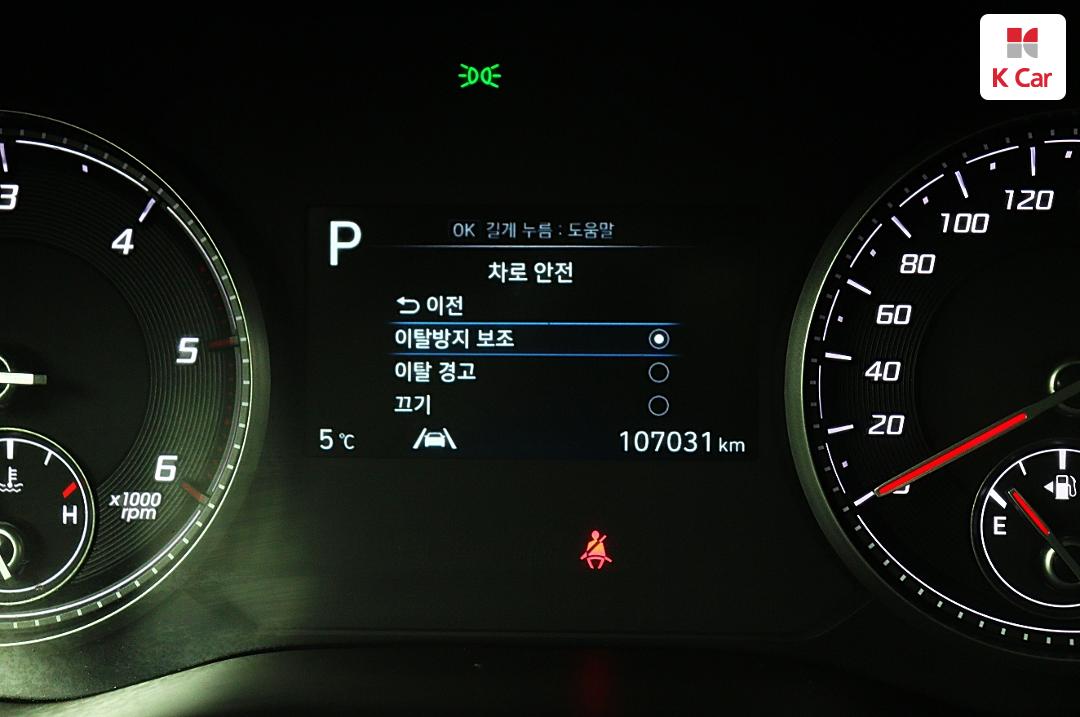 K Car
3
4
5
6
x1000
rpm
H
P
OK 길게 누름 : 도움말
차로 안전
이전
이탈방지 보조
이탈 경고
끄기
5 ℃
107031 km
120
100
80
60
40
20
E